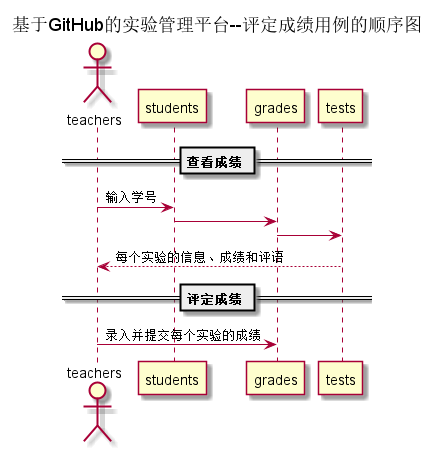 基于GitHub的实验管理平台--评定成绩用例的顺序图
teachers
students
grades
tests
查看成绩
输入学号
每个实验的信息、成绩和评语
评定成绩
录入并提交每个实验的成绩
teachers
students
grades
tests